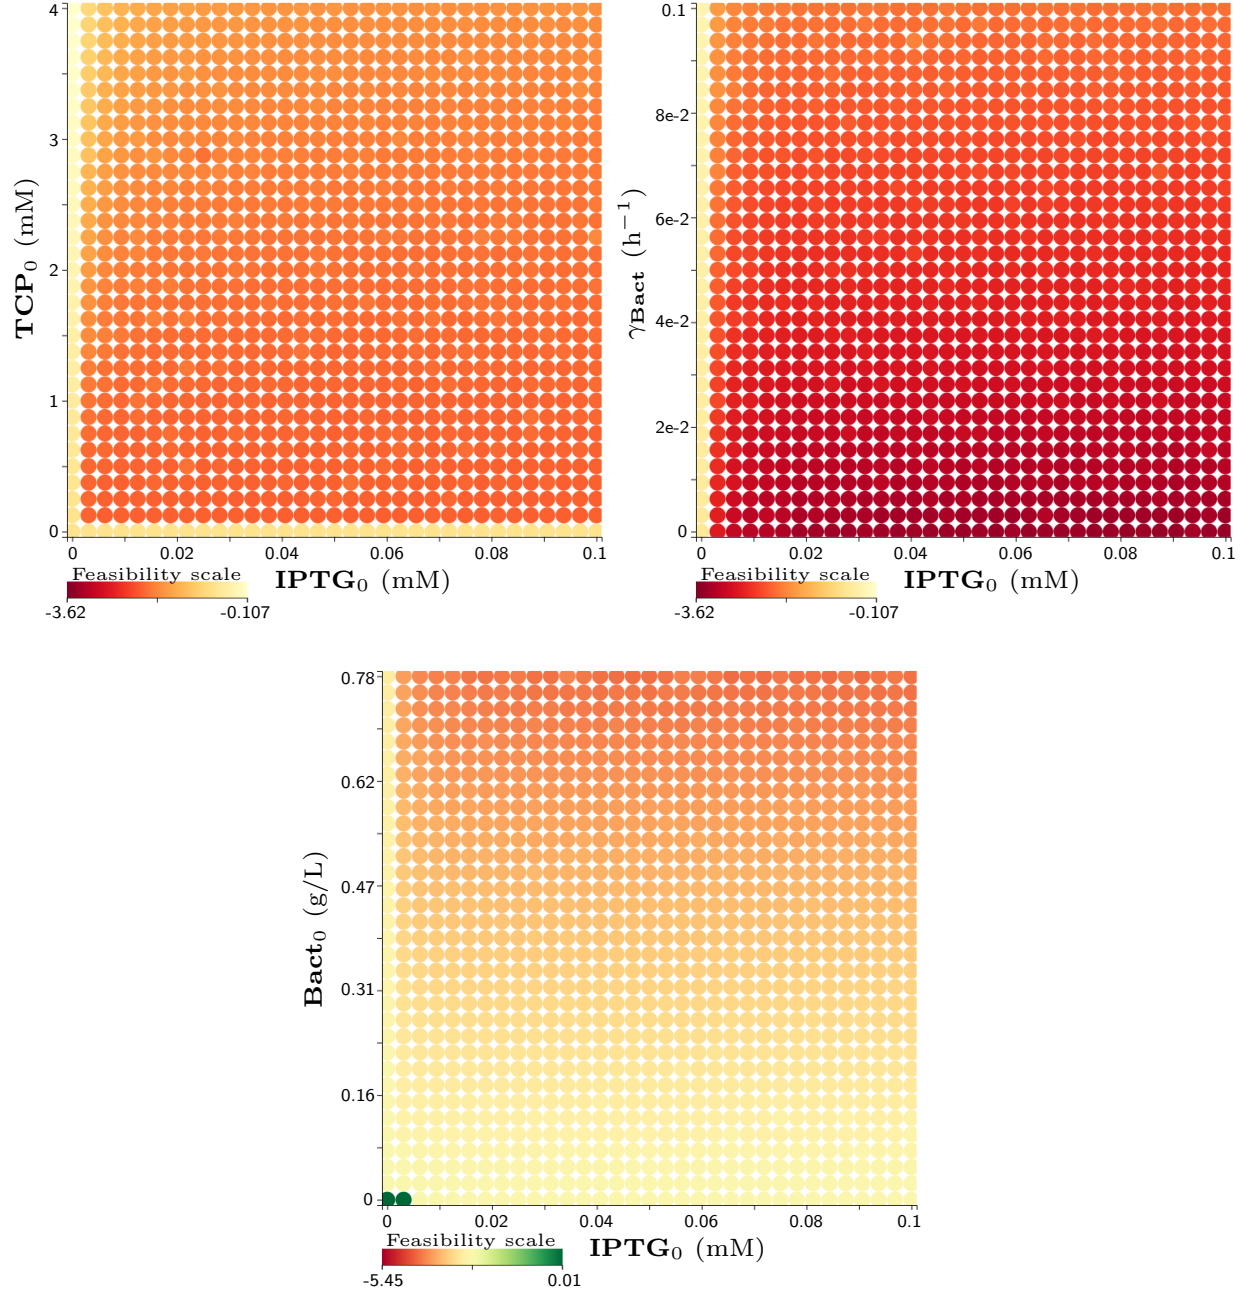 4
3
2
1
0
TCP₀ (mM)
0 0.02 0.04 0.06 0.08 0.1
IPTG₀ (mM)
Feasibility scale
-3.62 -0.107
0.1
8e-2
6e-2
4e-2
2e-2
0
γBact (h⁻¹)
0 0.02 0.04 0.06 0.08 0.1
IPTG₀ (mM)
Feasibility scale
-3.62 -0.107
0.78
0.62
0.47
0.31
0.16
0
Bact₀ (g/L)
0 0.02 0.04 0.06 0.08 0.1
IPTG₀ (mM)
Feasibility scale
-5.45 0.01